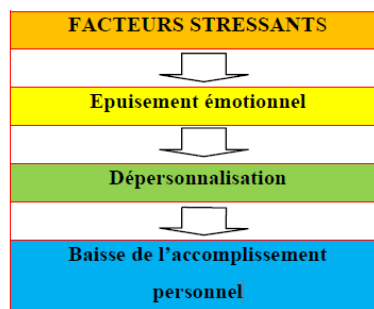 FACTEURS STRESSANTS
Epuisement émotionnel
Dépersonnalisation
Baisse de l’accomplissement
personnel